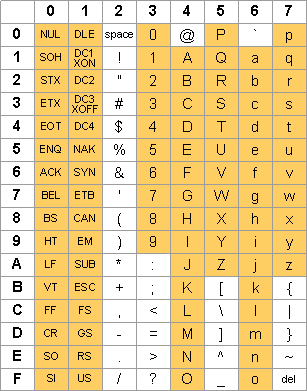 0 1 2 3 4 5 6 7
0 NUL DLE space 0 @ P ` p
1 SOH DC1 XON ! 1 A Q a q
2 STX DC2 " 2 B R b r
3 ETX DC3 XOFF # 3 C S c s
4 EOT DC4 $ 4 D T d t
5 ENQ NAK % 5 E U e u
6 ACK SYN & 6 F V f v
7 BEL ETB ' 7 G W g w
8 BS CAN ( 8 H X h x
9 HT EM ) 9 I Y i y
A LF SUB * : J Z j z
B VT ESC + ; K [ k {
C FF FS , < L \ l |
D CR GS - = M ] m }
E SO RS . > N ^ n ~
F SI US / ? O _ o del